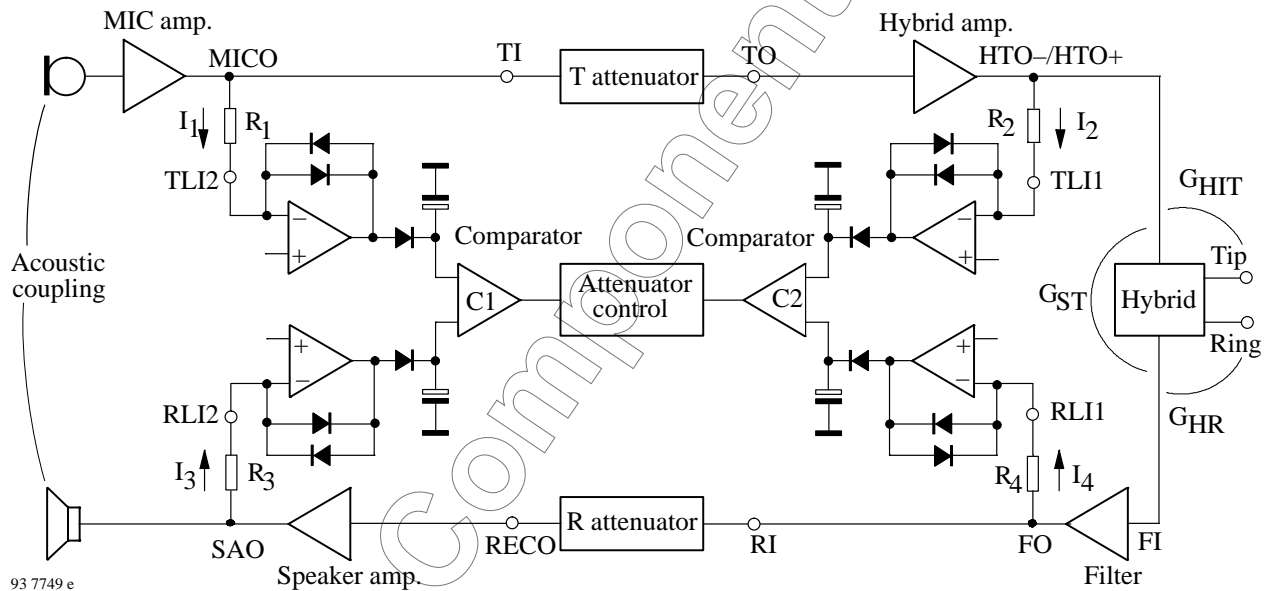 MIC amp.
Hybrid amp.
MICO
TI
TO
HTO–/HTO+
T attenuator
I1
R1
R2
I2
TLI2
TLI1
GHIT
Comparator
Comparator
Acoustic
coupling
C1
Attenuator
control
C2
GST
Hybrid
Tip
Ring
RLI2
RLI1
GHR
I3
R3
R4
I4
R attenuator
SAO
RECO
RI
FO
FI
Speaker amp.
Filter
93 7749 e
Component
−
+
+
−
−
+
+
−